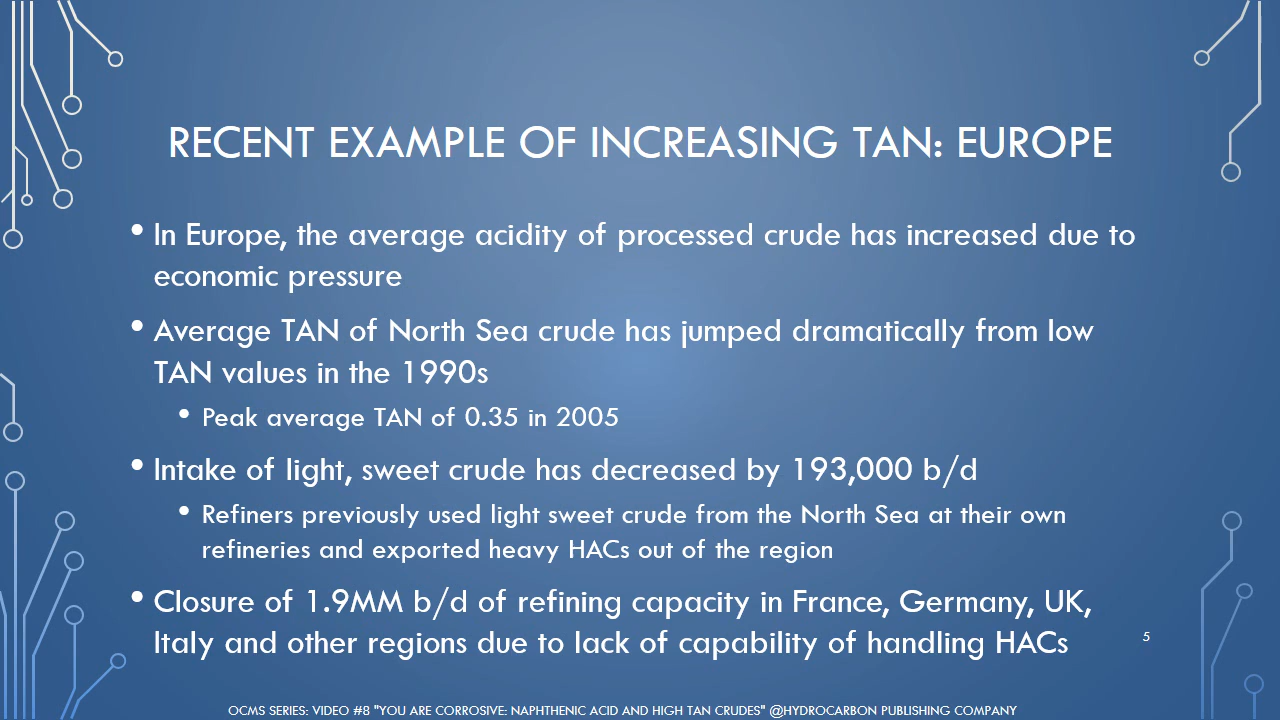 RECENT EXAMPLE OF INCREASING TAN: EUROPE
• In Europe, the average acidity of processed crude has increased due to
economic pressure
• Average TAN of North Sea crude has jumped dramatically from low
TAN values in the 1990s
• Peak average TAN of 0.35 in 2005
• Intake of light, sweet crude has decreased by 193,000 b/d
• Refiners previously used light sweet crude from the North Sea at their own
refineries and exported heavy HACs out of the region
• Closure of 1.9MM b/d of refining capacity in France, Germany, UK,
Italy and other regions due to lack of capability of handling HACs
5
OCMS SERIES: VIDEO #8 "YOU ARE CORROSIVE: NAPHTHENIC ACID AND HIGH TAN CRUDES" @HYDROCARBON PUBLISHING COMPANY